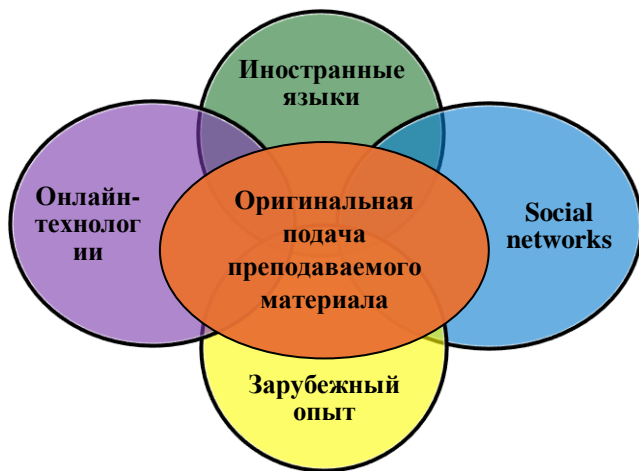 Иностранные
языки
Онлайн-
технолог
ии
Оригинальная
подача
преподаваемого
материала
Social
networks
Зарубежный
опыт